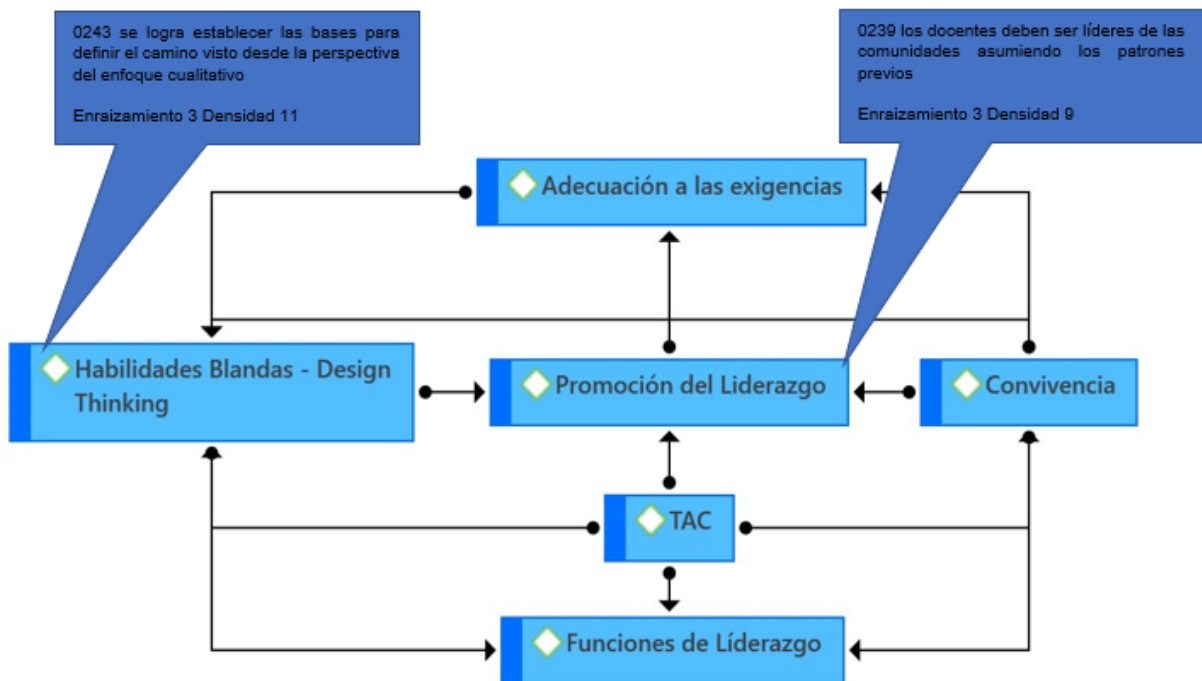 0243 se logra establecer las bases para
definir el camino visto desde la perspectiva
del enfoque cualitativo
Enraizamiento 3 Densidad 11
0239 los docentes deben ser líderes de las
comunidades asumiendo los patrones
previos
Enraizamiento 3 Densidad 9
Adecuación a las exigencias
Habilidades Blandas - Design
Thinking
Promoción del Liderazgo
Convivencia
TAC
Funciones de Líderazgo